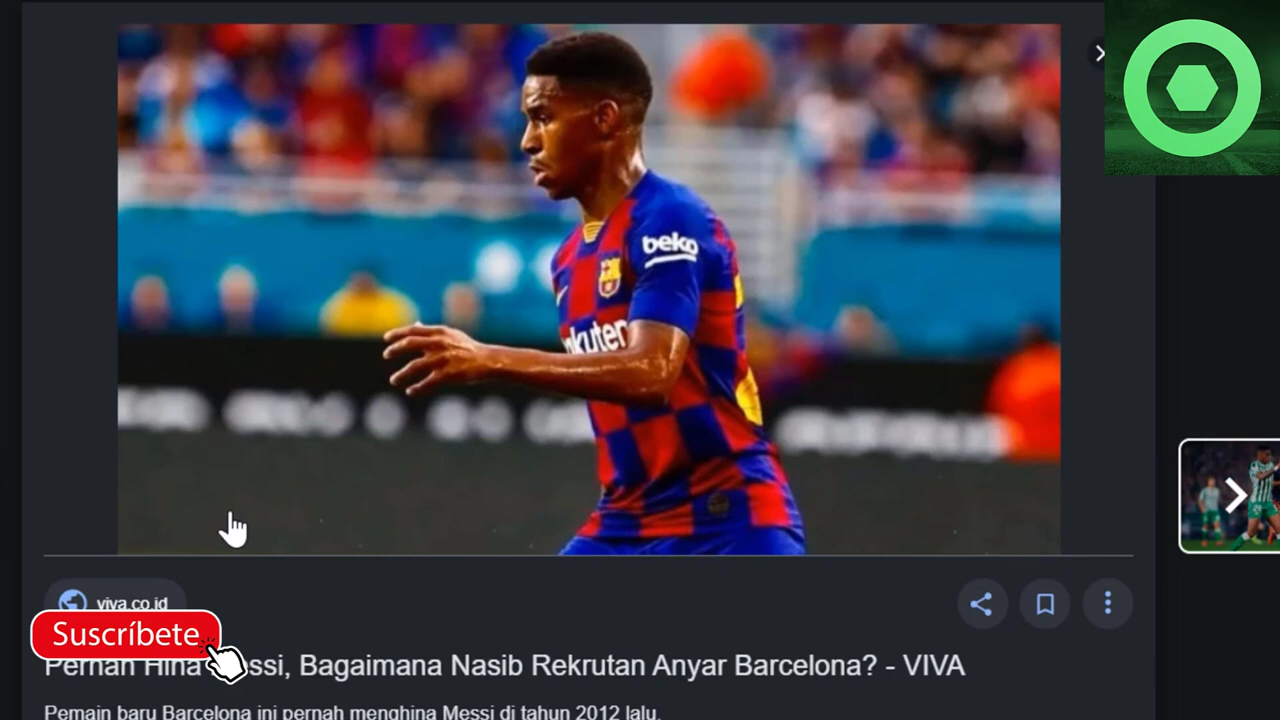 beko
viva.co.id
Suscríbete
Pernah Hina ssi, Bagaimana Nasib Rekrutan Anyar Barcelona? - VIVA
Pemain baru Barcelona ini pernah menghina Messi di tahun 2012 lalu.